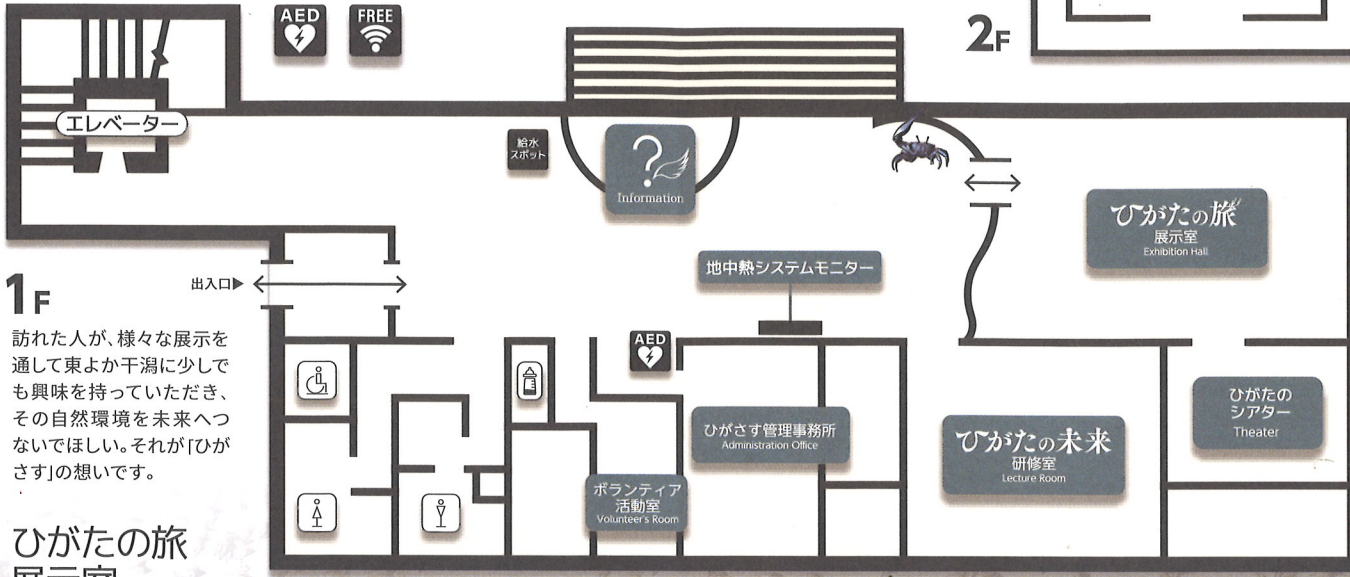 AED
FREE
2F
エレベーター
給水
スポット
?
Information
ひがたの旅
展示室
Exhibition Hall
地中熱システムモニター
出入口▶
1F
訪れた人が、様々な展示を
通して東よか干潟に少しで
も興味を持っていただき、
その自然環境を未来へつ
ないでほしい。それが「ひが
さす」の想いです。
AED
ひがさす管理事務所
Administration Office
ボランティア
活動室
Volunteer's Room
ひがたの未来
研修室
Lecture Room
ひがたの
シアター
Theater
ひがたの旅
展示室